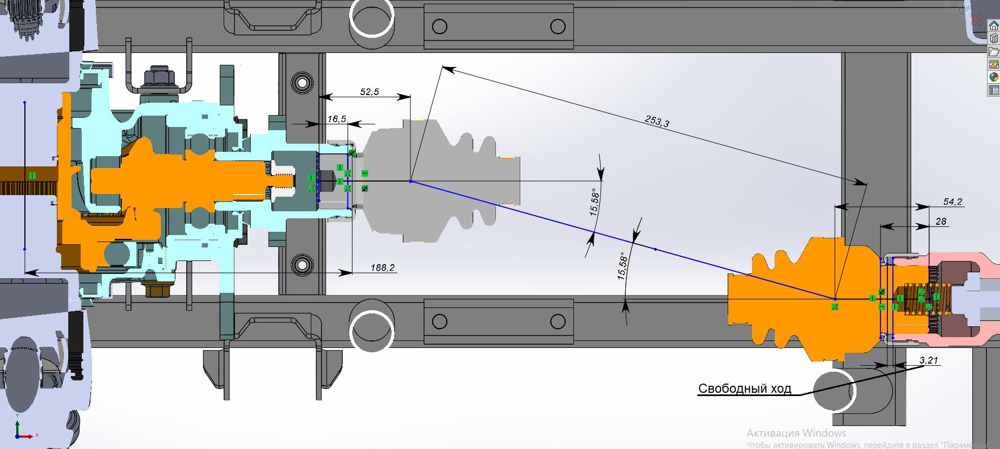 52,5
16,5
253,3
15,58°
15,58°
54,2
28
188,2
3,21
Свободный ход
Y
X
Активация Windows
Чтобы активировать Windows, перейдите в раздел "Параметры".